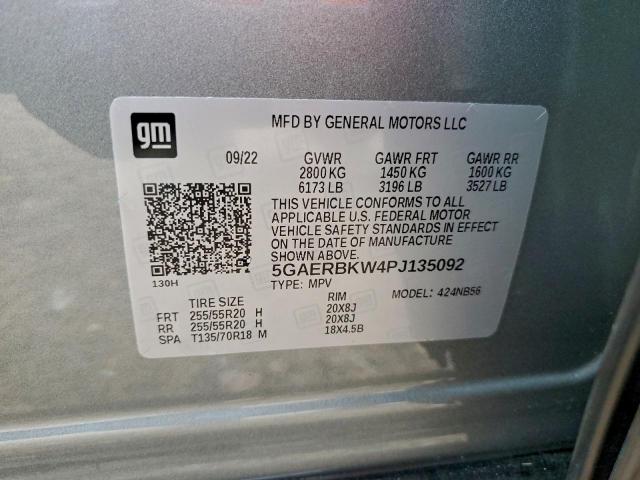 gm
MFD BY GENERAL MOTORS LLC
09/22 GVWR GAWR FRT GAWR RR
2800 KG 1450 KG 1600 KG
6173 LB 3196 LB 3527 LB
THIS VEHICLE CONFORMS TO ALL
APPLICABLE U.S. FEDERAL MOTOR
VEHICLE SAFETY STANDARDS IN EFFECT
ON THE DATE OF MANUFACTURE
SHOWN ABOVE.
5GAERBKW4PJ135092
130H
TYPE: MPV MODEL: 424NB56
TIRE SIZE RIM
FRT 255/55R20 H 20X8J
RR 255/55R20 H 20X8J
SPA T135/70R18 M 18X4.5B